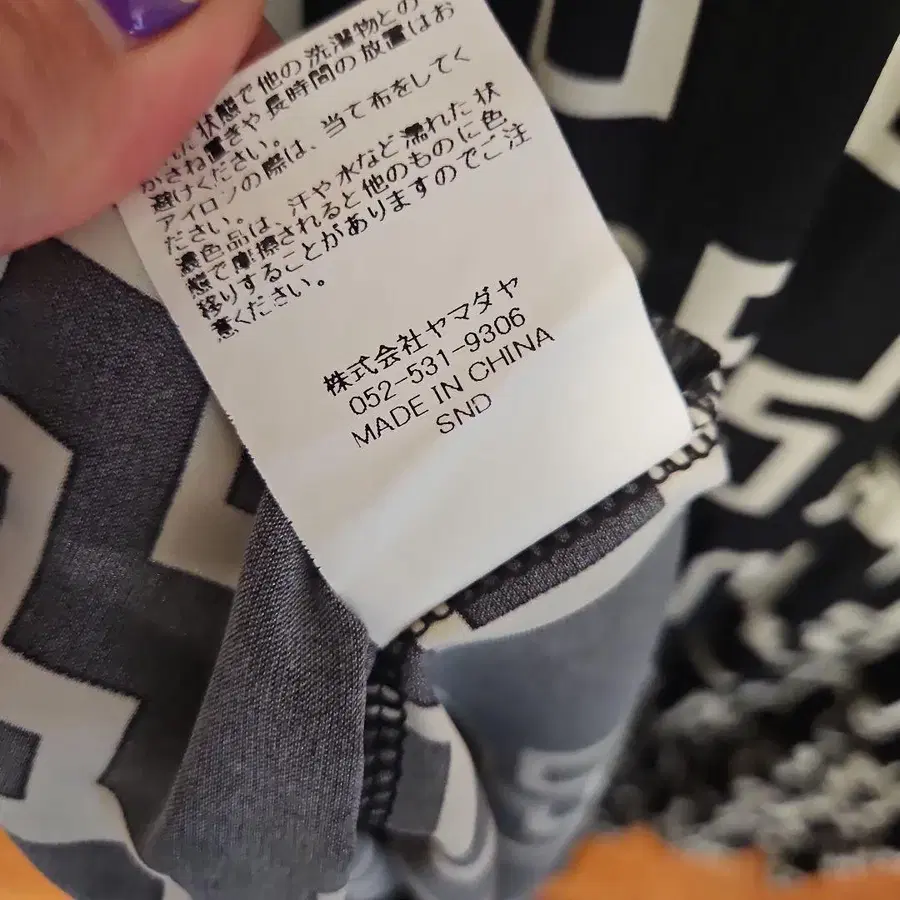 状態で他の洗濯物との
かさね置きや長時間の放置はお
避けください。
アイロンの際は、当て布をしてく
ださい。
濃色品は、汗や水など濡れた状
態で摩擦されると他のものに色
移りすることがありますのでご注
意ください。
株式会社ヤマダヤ
052-531-9306
MADE IN CHINA
SND